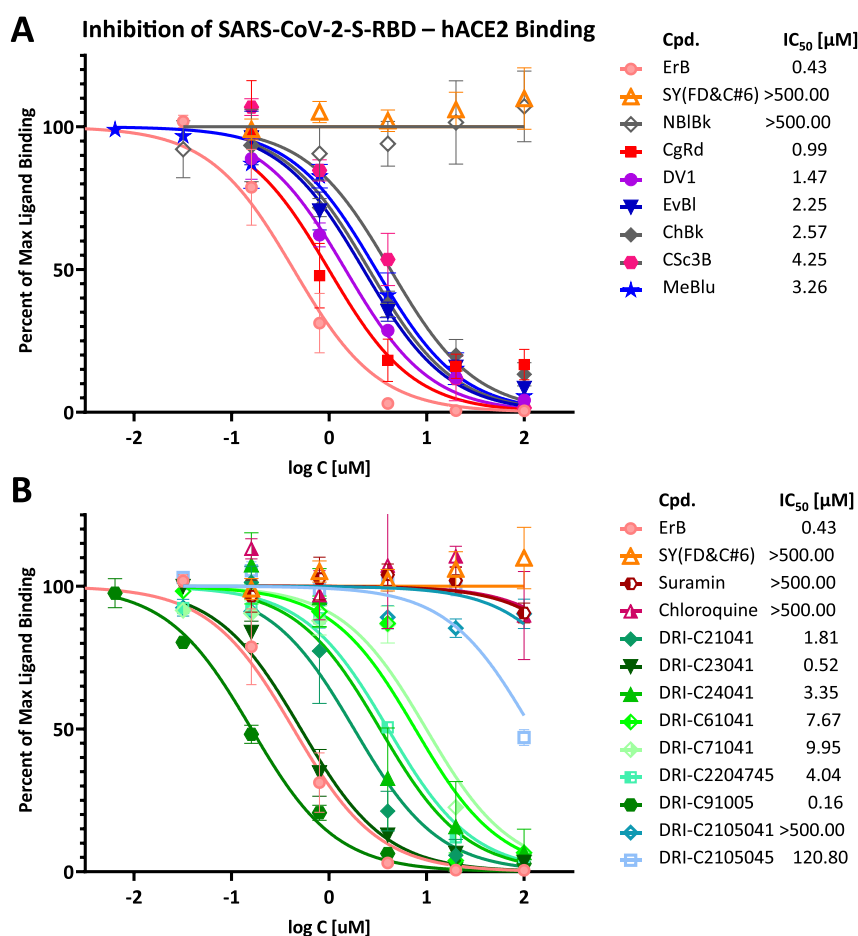 A
Inhibition of SARS-CoV-2-S-RBD – hACE2 Binding
Percent of Max Ligand Binding
100
50
0
-2 -1 0 1 2
log C [uM]
Cpd. IC50 [µM]
ErB 0.43
SY(FD&C#6) >500.00
NBlBk >500.00
CgRd 0.99
DV1 1.47
EvBl 2.25
ChBk 2.57
CSc3B 4.25
MeBlu 3.26
B
Percent of Max Ligand Binding
100
50
0
-2 -1 0 1 2
log C [uM]
Cpd. IC50 [µM]
ErB 0.43
SY(FD&C#6) >500.00
Suramin >500.00
Chloroquine >500.00
DRI-C21041 1.81
DRI-C23041 0.52
DRI-C24041 3.35
DRI-C61041 7.67
DRI-C71041 9.95
DRI-C2204745 4.04
DRI-C91005 0.16
DRI-C2105041 >500.00
DRI-C2105045 120.80